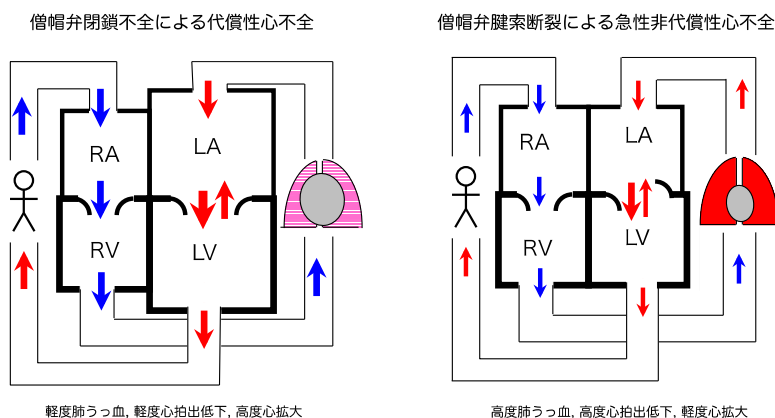 僧帽弁閉鎖不全による代償性心不全
僧帽弁腱索断裂による急性非代償性心不全
RA
LA
RV
LV
RA
LA
RV
LV
軽度肺うっ血, 軽度心拍出低下, 高度心拡大
高度肺うっ血, 高度心拍出低下, 軽度心拡大